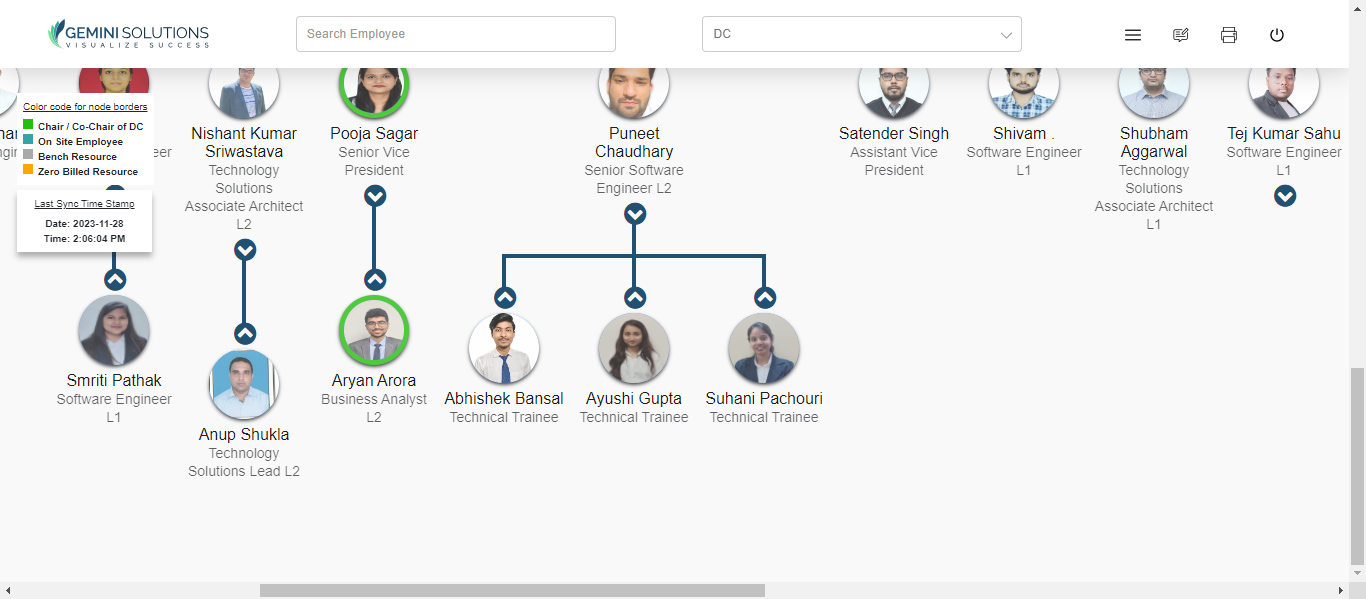 GEMINI SOLUTIONS
VISUALIZE SUCCESS
Search Employee
DC
Color code for node borders
Chair / Co-Chair of DC
On Site Employee
Bench Resource
Zero Billed Resource
Last Sync Time Stamp
Date: 2023-11-28
Time: 2:06:04 PM
Nishant Kumar
Sriwastava
Technology
Solutions
Associate Architect
L2
Pooja Sagar
Senior Vice
President
Puneet
Chaudhary
Senior Software
Engineer L2
Satender Singh
Assistant Vice
President
Shivam .
Software Engineer
L1
Shubham
Aggarwal
Technology
Solutions
Associate Architect
L1
Tej Kumar Sahu
Software Engineer
L1
Smriti Pathak
Software Engineer
L1
Anup Shukla
Technology
Solutions Lead L2
Aryan Arora
Business Analyst
L2
Abhishek Bansal
Technical Trainee
Ayushi Gupta
Technical Trainee
Suhani Pachouri
Technical Trainee